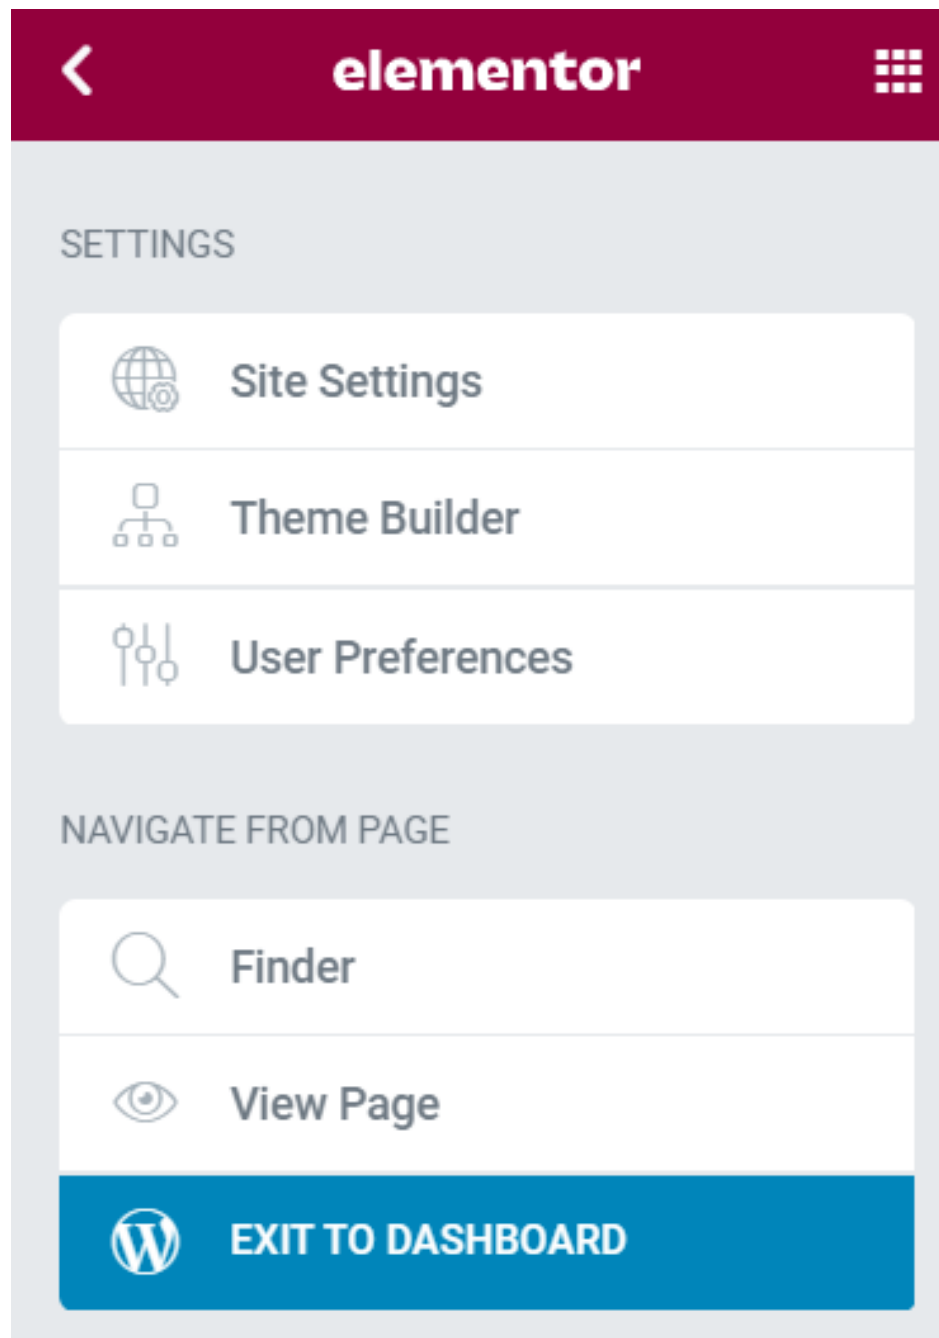 elementor
SETTINGS
Site Settings
Theme Builder
User Preferences
NAVIGATE FROM PAGE
Finder
View Page
EXIT TO DASHBOARD